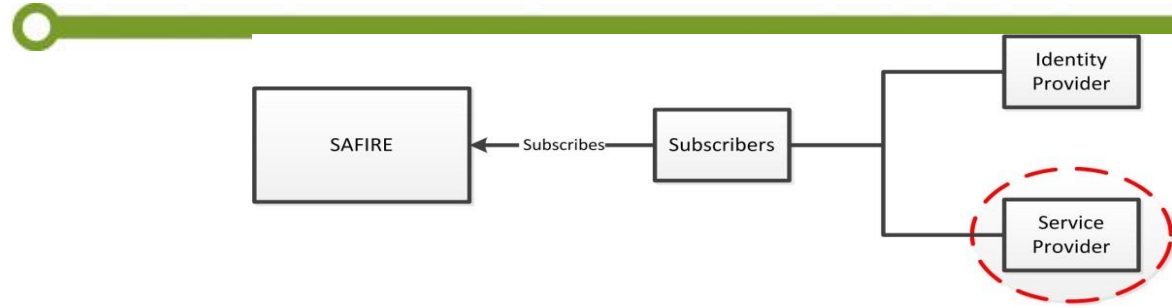 Identity
Provider
SAFIRE
Subscribes
Subscribers
Service
Provider